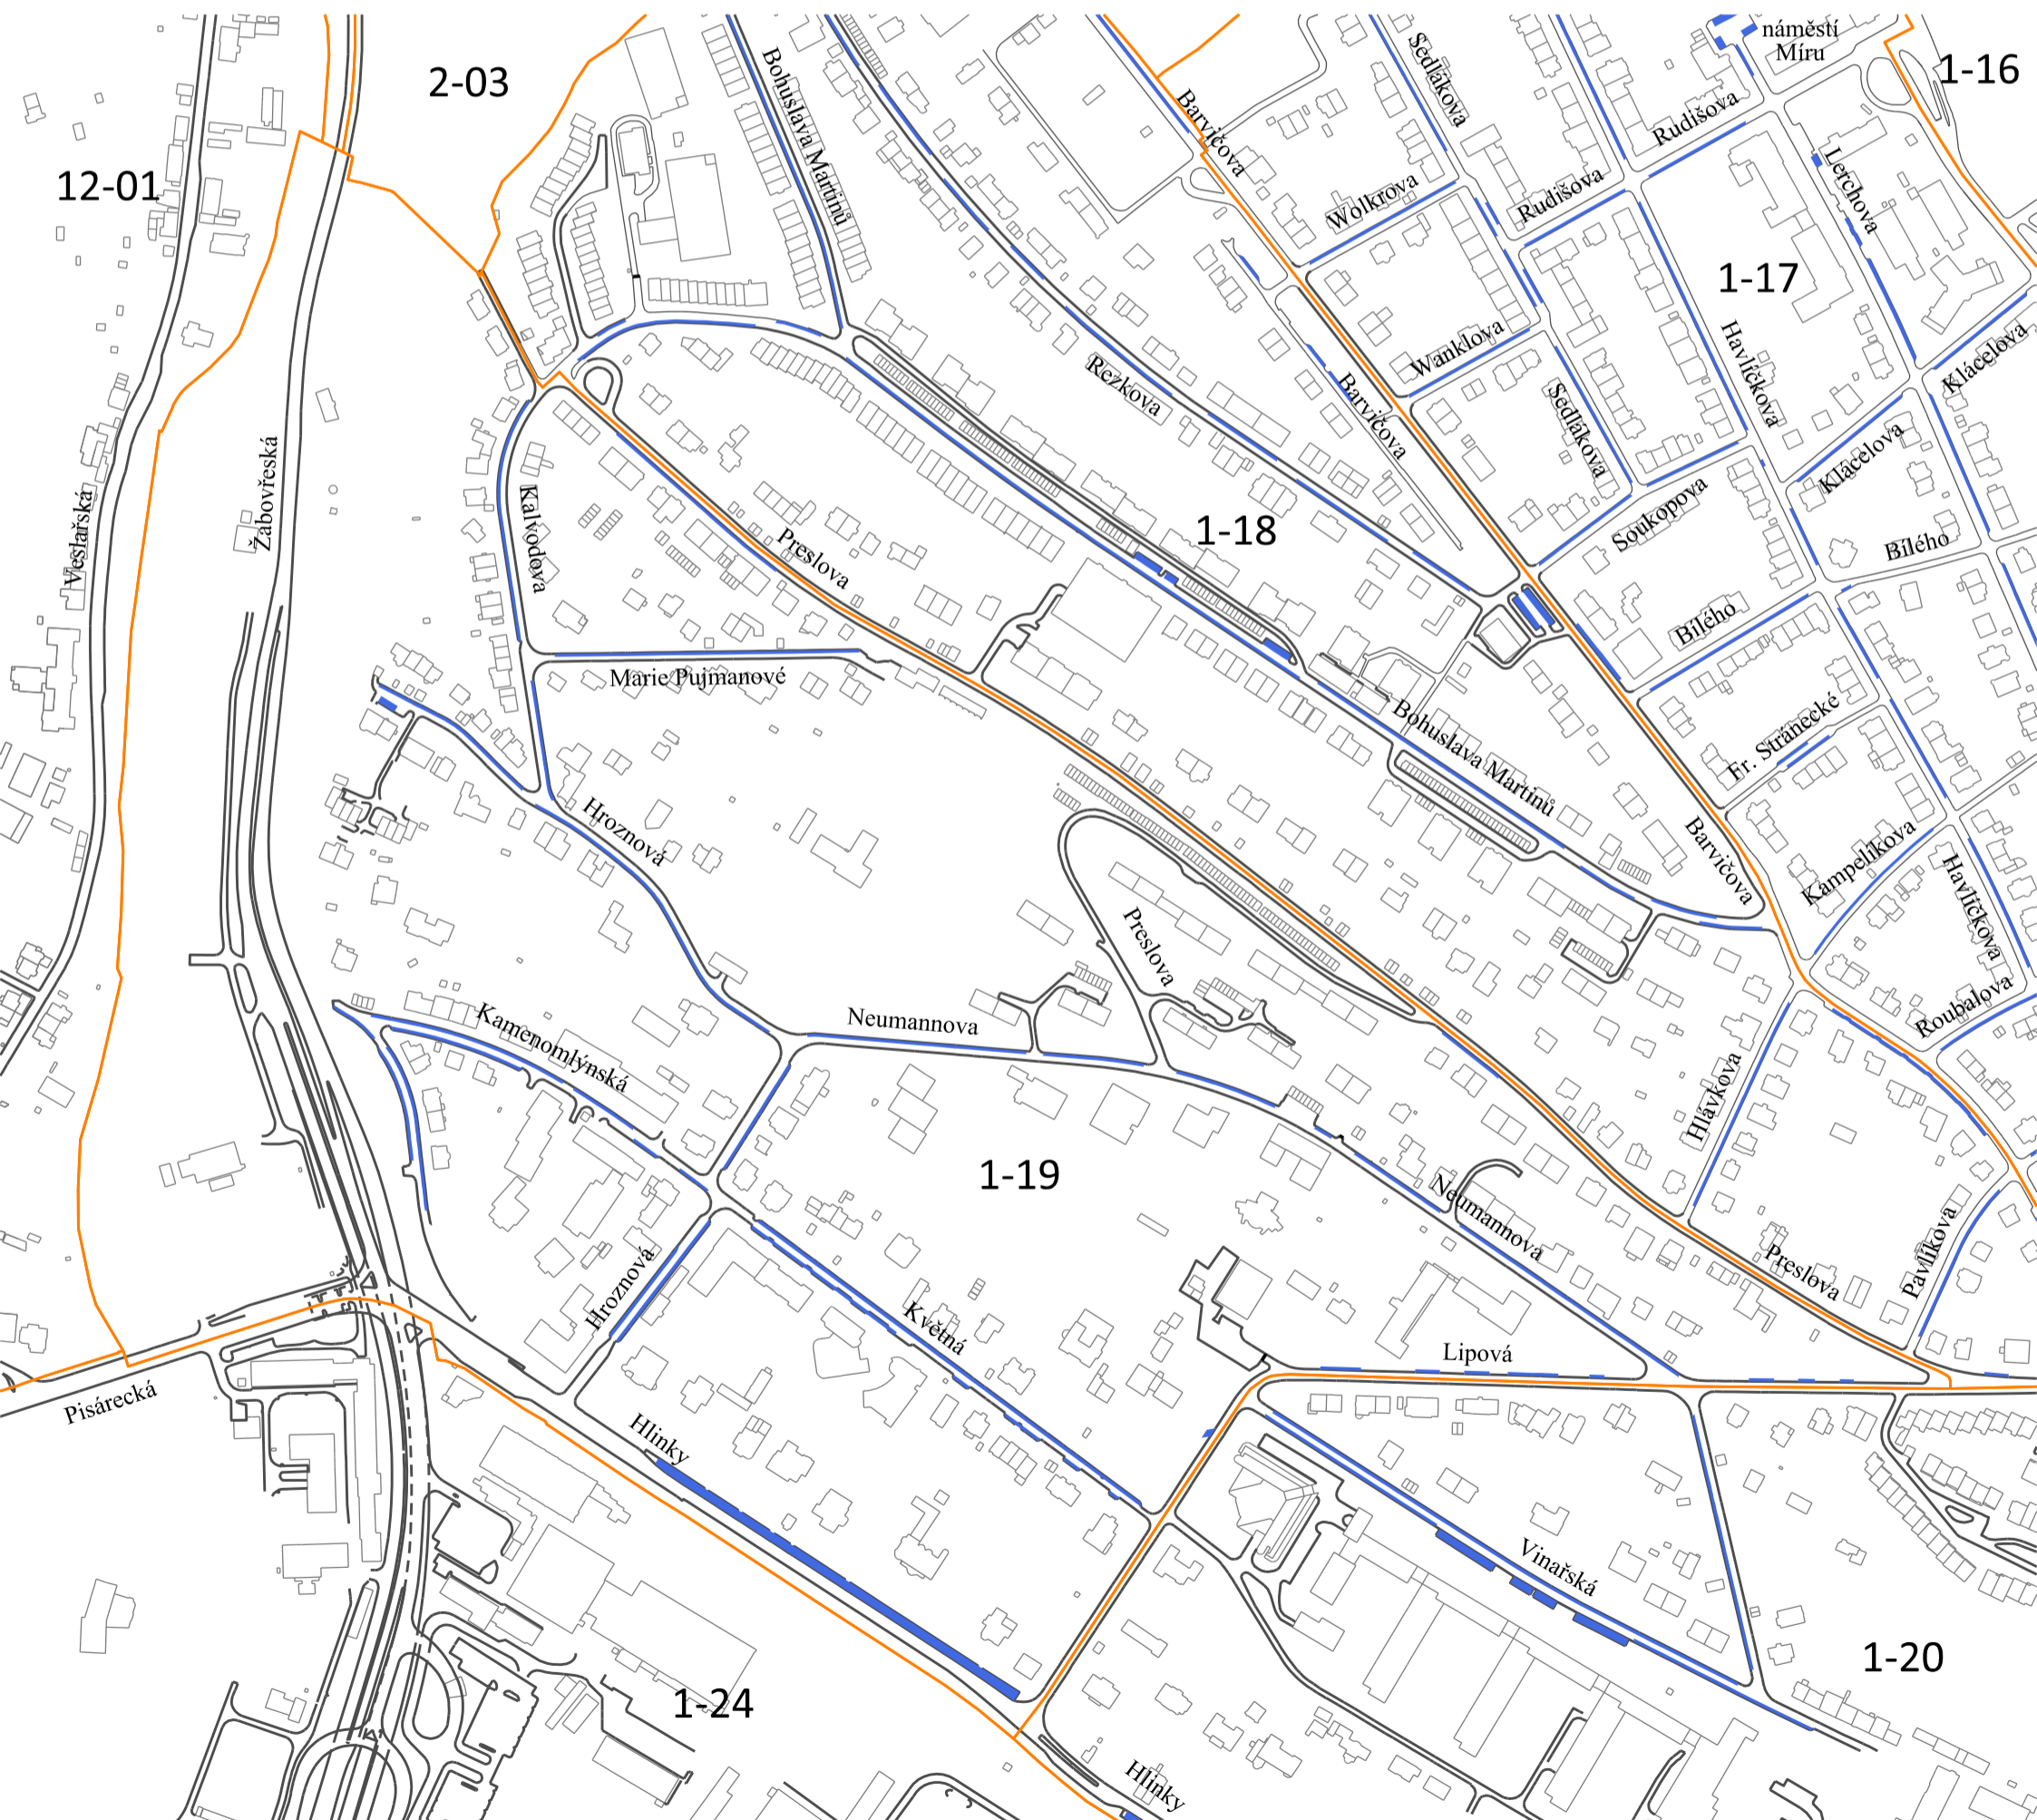 náměstí
Míru
1-16
2-03
Sedlákova
Bohuslava Martinů
Barvičova
Rudišova
12-01
Lerchova
Wolkrova
Rudišova
1-17
Wanklova
Havlíčkova
Klácelova
Rezkova
Barvičova
Sedlákova
Klácelova
Žabovřeská
Veslařská
Kalvodova
Preslova
1-18
Soukopova
Bílého
Bílého
Marie Pujmanové
Bohuslava Martinů
Fr. Stránecké
Hroznová
Barvičova
Kampelíkova
Havlíčkova
Preslova
Kamenomlýnská
Neumannova
Roubalova
Hlávkova
1-19
Neumannova
Hroznová
Preslova
Pavlíkova
Květná
Lipová
Pisárecká
Hlinky
Vinařská
1-20
1-24
Hlinky